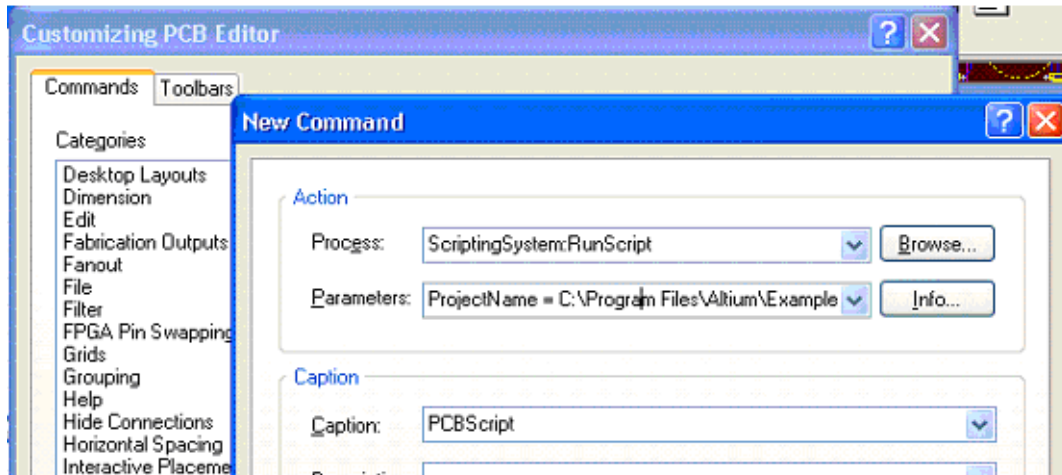 Customizing PCB Editor
Commands Toolbars
Categories
Desktop Layouts
Dimension
Edit
Fabrication Outputs
Fanout
File
Filter
FPGA Pin Swapping
Grids
Grouping
Help
Hide Connections
Horizontal Spacing
Interactive Placeme
New Command
Action
Process: ScriptingSystem:RunScript Browse...
Parameters: ProjectName = C:\Program Files\Altium\Example Info...
Caption
Caption: PCBScript